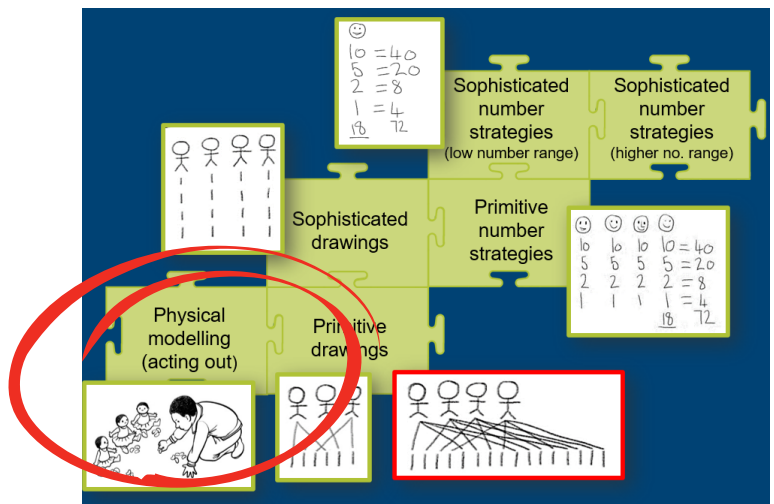 10 = 40
5 = 20
2 = 8
1 = 4
18 72
Sophisticated
number
strategies
(low number range)
Sophisticated
number
strategies
(higher no. range)
Sophisticated
drawings
Primitive
number
strategies
10 10 10 10 = 40
5 5 5 5 = 20
2 2 2 2 = 8
1 1 1 1 = 4
18 72
Physical
modelling
(acting out)
Primitive
drawings